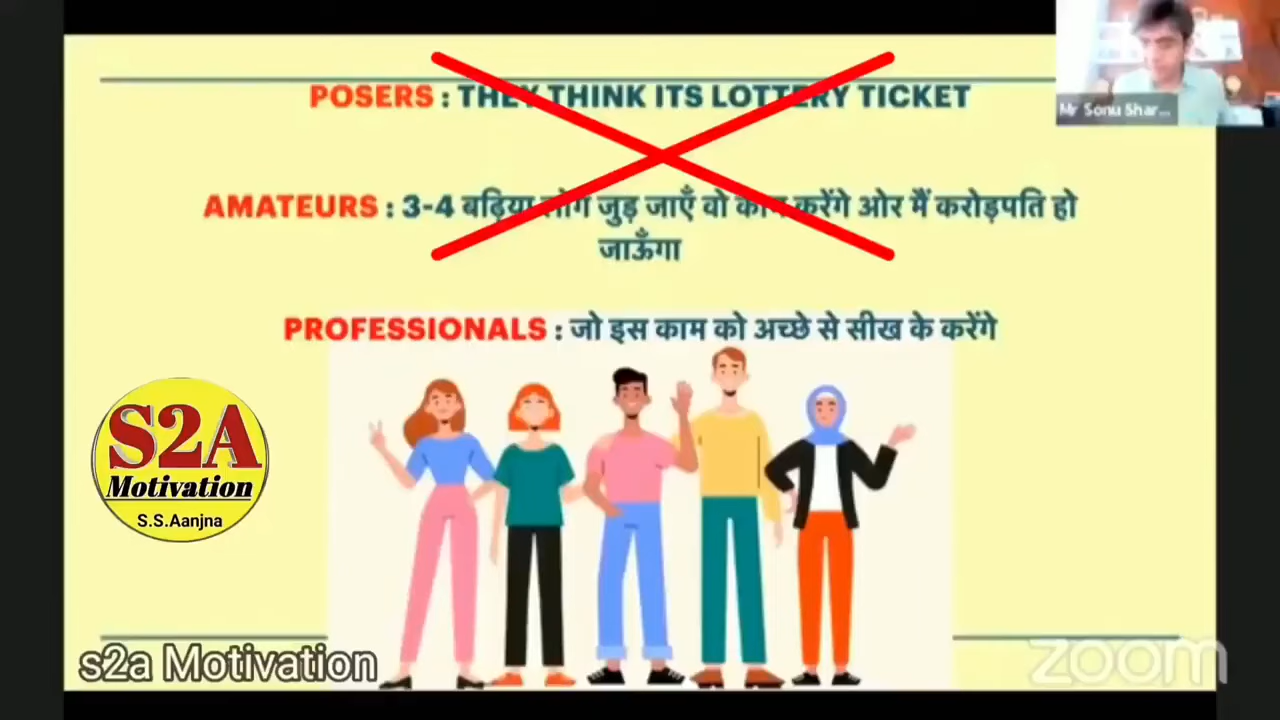 POSERS : THEY THINK ITS LOTTERY TICKET
Mr Sonu Shar...
AMATEURS : 3-4 बढ़िया लोग जुड़ जाएँ वो काम करेंगे ओर मैं करोड़पति हो
जाऊँगा
PROFESSIONALS : जो इस काम को अच्छे से सीख के करेंगे
S2A
Motivation
S.S.Aanjna
s2a Motivation
zoom